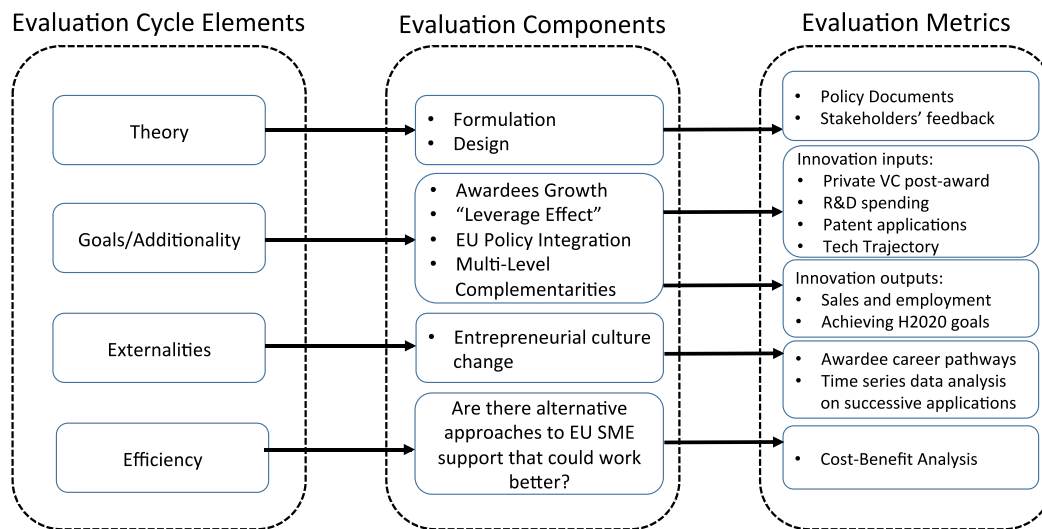 Evaluation Cycle Elements
Evaluation Components
Evaluation Metrics
Theory
Goals/Additionality
Externalities
Efficiency
• Formulation
• Design
• Awardees Growth
• “Leverage Effect”
• EU Policy Integration
• Multi-Level
Complementarities
• Entrepreneurial culture
change
Are there alternative
approaches to EU SME
support that could work
better?
• Policy Documents
• Stakeholders’ feedback
Innovation inputs:
• Private VC post-award
• R&D spending
• Patent applications
• Tech Trajectory
Innovation outputs:
• Sales and employment
• Achieving H2020 goals
• Awardee career pathways
• Time series data analysis
on successive applications
• Cost-Benefit Analysis